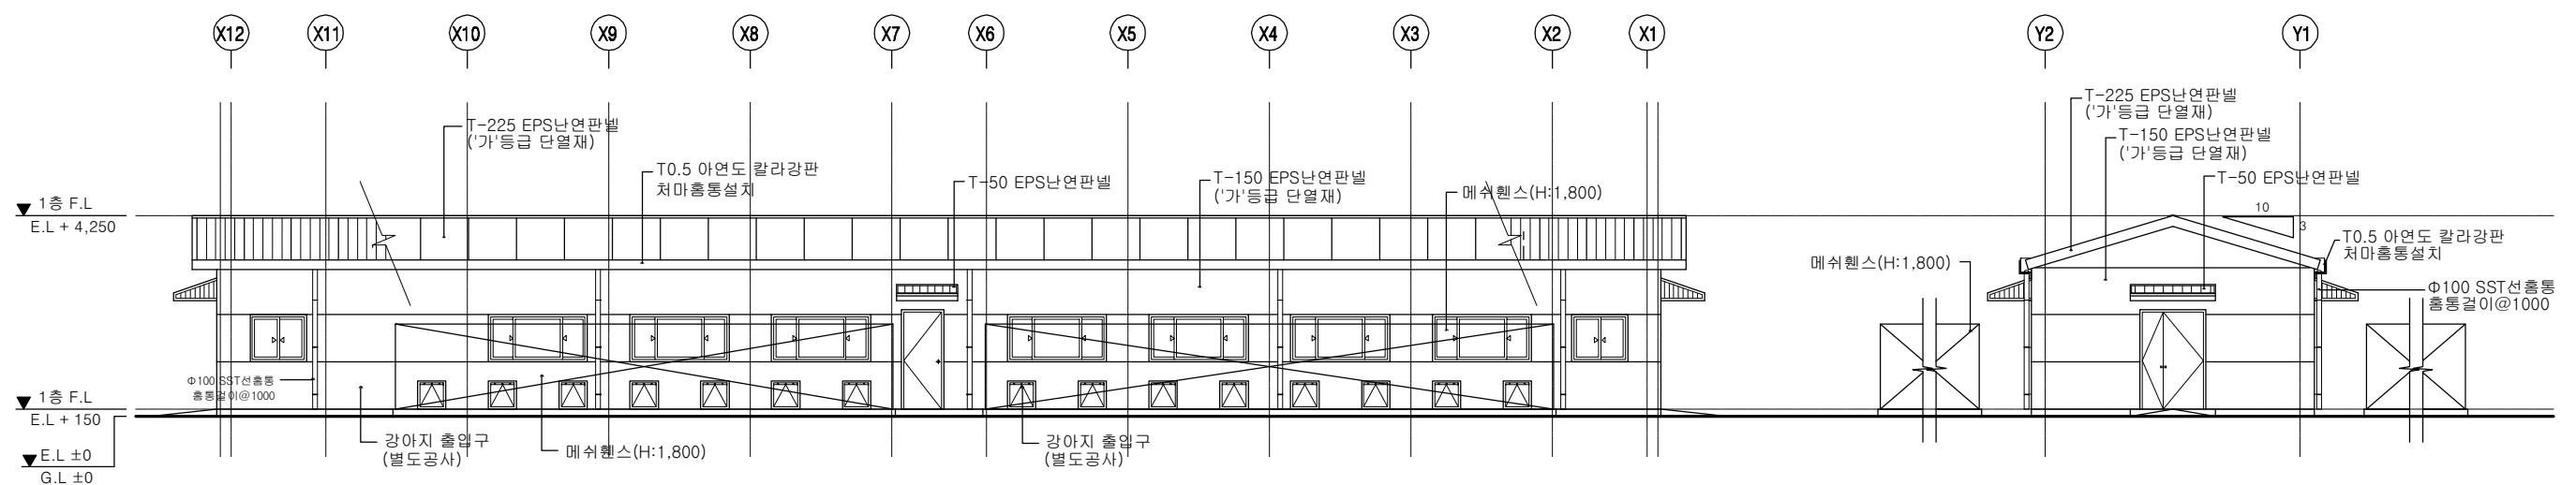 X12 X11 X10 X9 X8 X7 X6 X5 X4 X3 X2 X1 Y2 Y1
T-225 EPS난연판넬
('가'등급 단열재)
T0.5 아연도 칼라강판
처마홈통설치
T-50 EPS난연판넬
T-150 EPS난연판넬
('가'등급 단열재)
메쉬휀스(H:1,800)
T-225 EPS난연판넬
('가'등급 단열재)
T-150 EPS난연판넬
('가'등급 단열재)
T-50 EPS난연판넬
10
3
T0.5 아연도 칼라강판
처마홈통설치
메쉬휀스(H:1,800)
Φ100 SST선홈통
홈통걸이@1000
1층 F.L
E.L + 4,250
Φ100 SST선홈통
홈통걸이@1000
1층 F.L
E.L + 150
강아지 출입구
(별도공사)
메쉬휀스(H:1,800)
강아지 출입구
(별도공사)
E.L ±0
G.L ±0